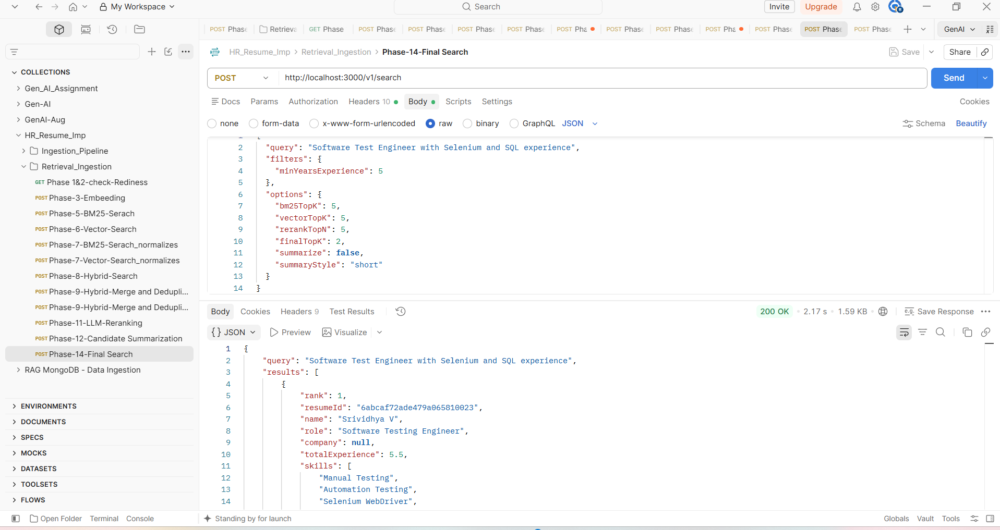 My Workspace
Search
Invite
Upgrade
POST Phase
Retrieva
GET Phase
POST Phase
POST Phase
POST Phase
POST Phase
POST Pha
POST Phase
POST Phase
POST Pha
POST Phase
POST Phase
POST Phase
GenAI
COLLECTIONS
Gen_AI_Assignment
Gen-AI
GenAI-Aug
HR_Resume_Imp
Ingestion_Pipeline
Retrieval_Ingestion
GET Phase 1&2-check-Rediness
POST Phase-3-Embeeding
POST Phase-5-BM25-Serach
POST Phase-6-Vector-Search
POST Phase-7-BM25-Serach_normalizes
POST Phase-7-Vector-Search_normalizes
POST Phase-8-Hybrid-Search
POST Phase-9-Hybrid-Merge and Dedupli...
POST Phase-9-Hybrid-Merge and Dedupli...
POST Phase-11-LLM-Reranking
POST Phase-12-Candidate Summarization
POST Phase-14-Final Search
RAG MongoDB - Data Ingestion
ENVIRONMENTS
DOCUMENTS
SPECS
MOCKS
DATASETS
TOOLSETS
FLOWS
HTTP HR_Resume_Imp > Retrieval_Ingestion > Phase-14-Final Search
Save
Share
POST http://localhost:3000/v1/search
Send
Docs Params Authorization Headers 10 Body Scripts Settings
Cookies
none form-data x-www-form-urlencoded raw binary GraphQL JSON
Schema Beautify
1 {
2 "query": "Software Test Engineer with Selenium and SQL experience",
3 "filters": {
4 "minYearsExperience": 5
5 },
6 "options": {
7 "bm25TopK": 5,
8 "vectorTopK": 5,
9 "rerankTopN": 5,
10 "finalTopK": 2,
11 "summarize": false,
12 "summaryStyle": "short"
13 }
14 }
Body Cookies Headers 9 Test Results
200 OK • 2.17 s • 1.59 KB
e.g. Save Response
{} JSON Preview Visualize
1 {
2 "query": "Software Test Engineer with Selenium and SQL experience",
3 "results": [
4 {
5 "rank": 1,
6 "resumeId": "6abcaf72ade479a065810023",
7 "name": "Srividhya V",
8 "role": "Software Testing Engineer",
9 "company": null,
10 "totalExperience": 5.5,
11 "skills": [
12 "Manual Testing",
13 "Automation Testing",
14 "Selenium WebDriver",
Open Folder Terminal Console
Standing by for launch
Globals Vault Tools